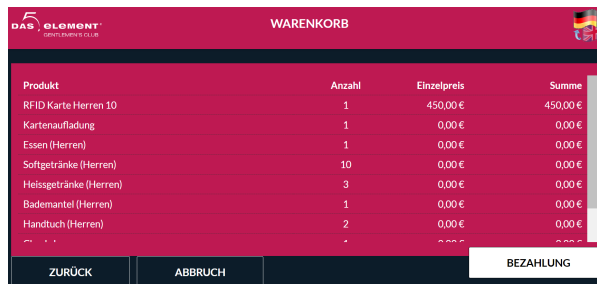 5
DAS ELEMENT
GENTLEMEN'S CLUB
WARENKORB
Produkt Anzahl Einzelpreis Summe
RFID Karte Herren 10 1 450,00 € 450,00 €
Kartenaufladung 1 0,00 € 0,00 €
Essen (Herren) 1 0,00 € 0,00 €
Softgetränke (Herren) 10 0,00 € 0,00 €
Heissgetränke (Herren) 3 0,00 € 0,00 €
Bademantel (Herren) 1 0,00 € 0,00 €
Handtuch (Herren) 2 0,00 € 0,00 €
ZURÜCK ABBRUCH BEZAHLUNG